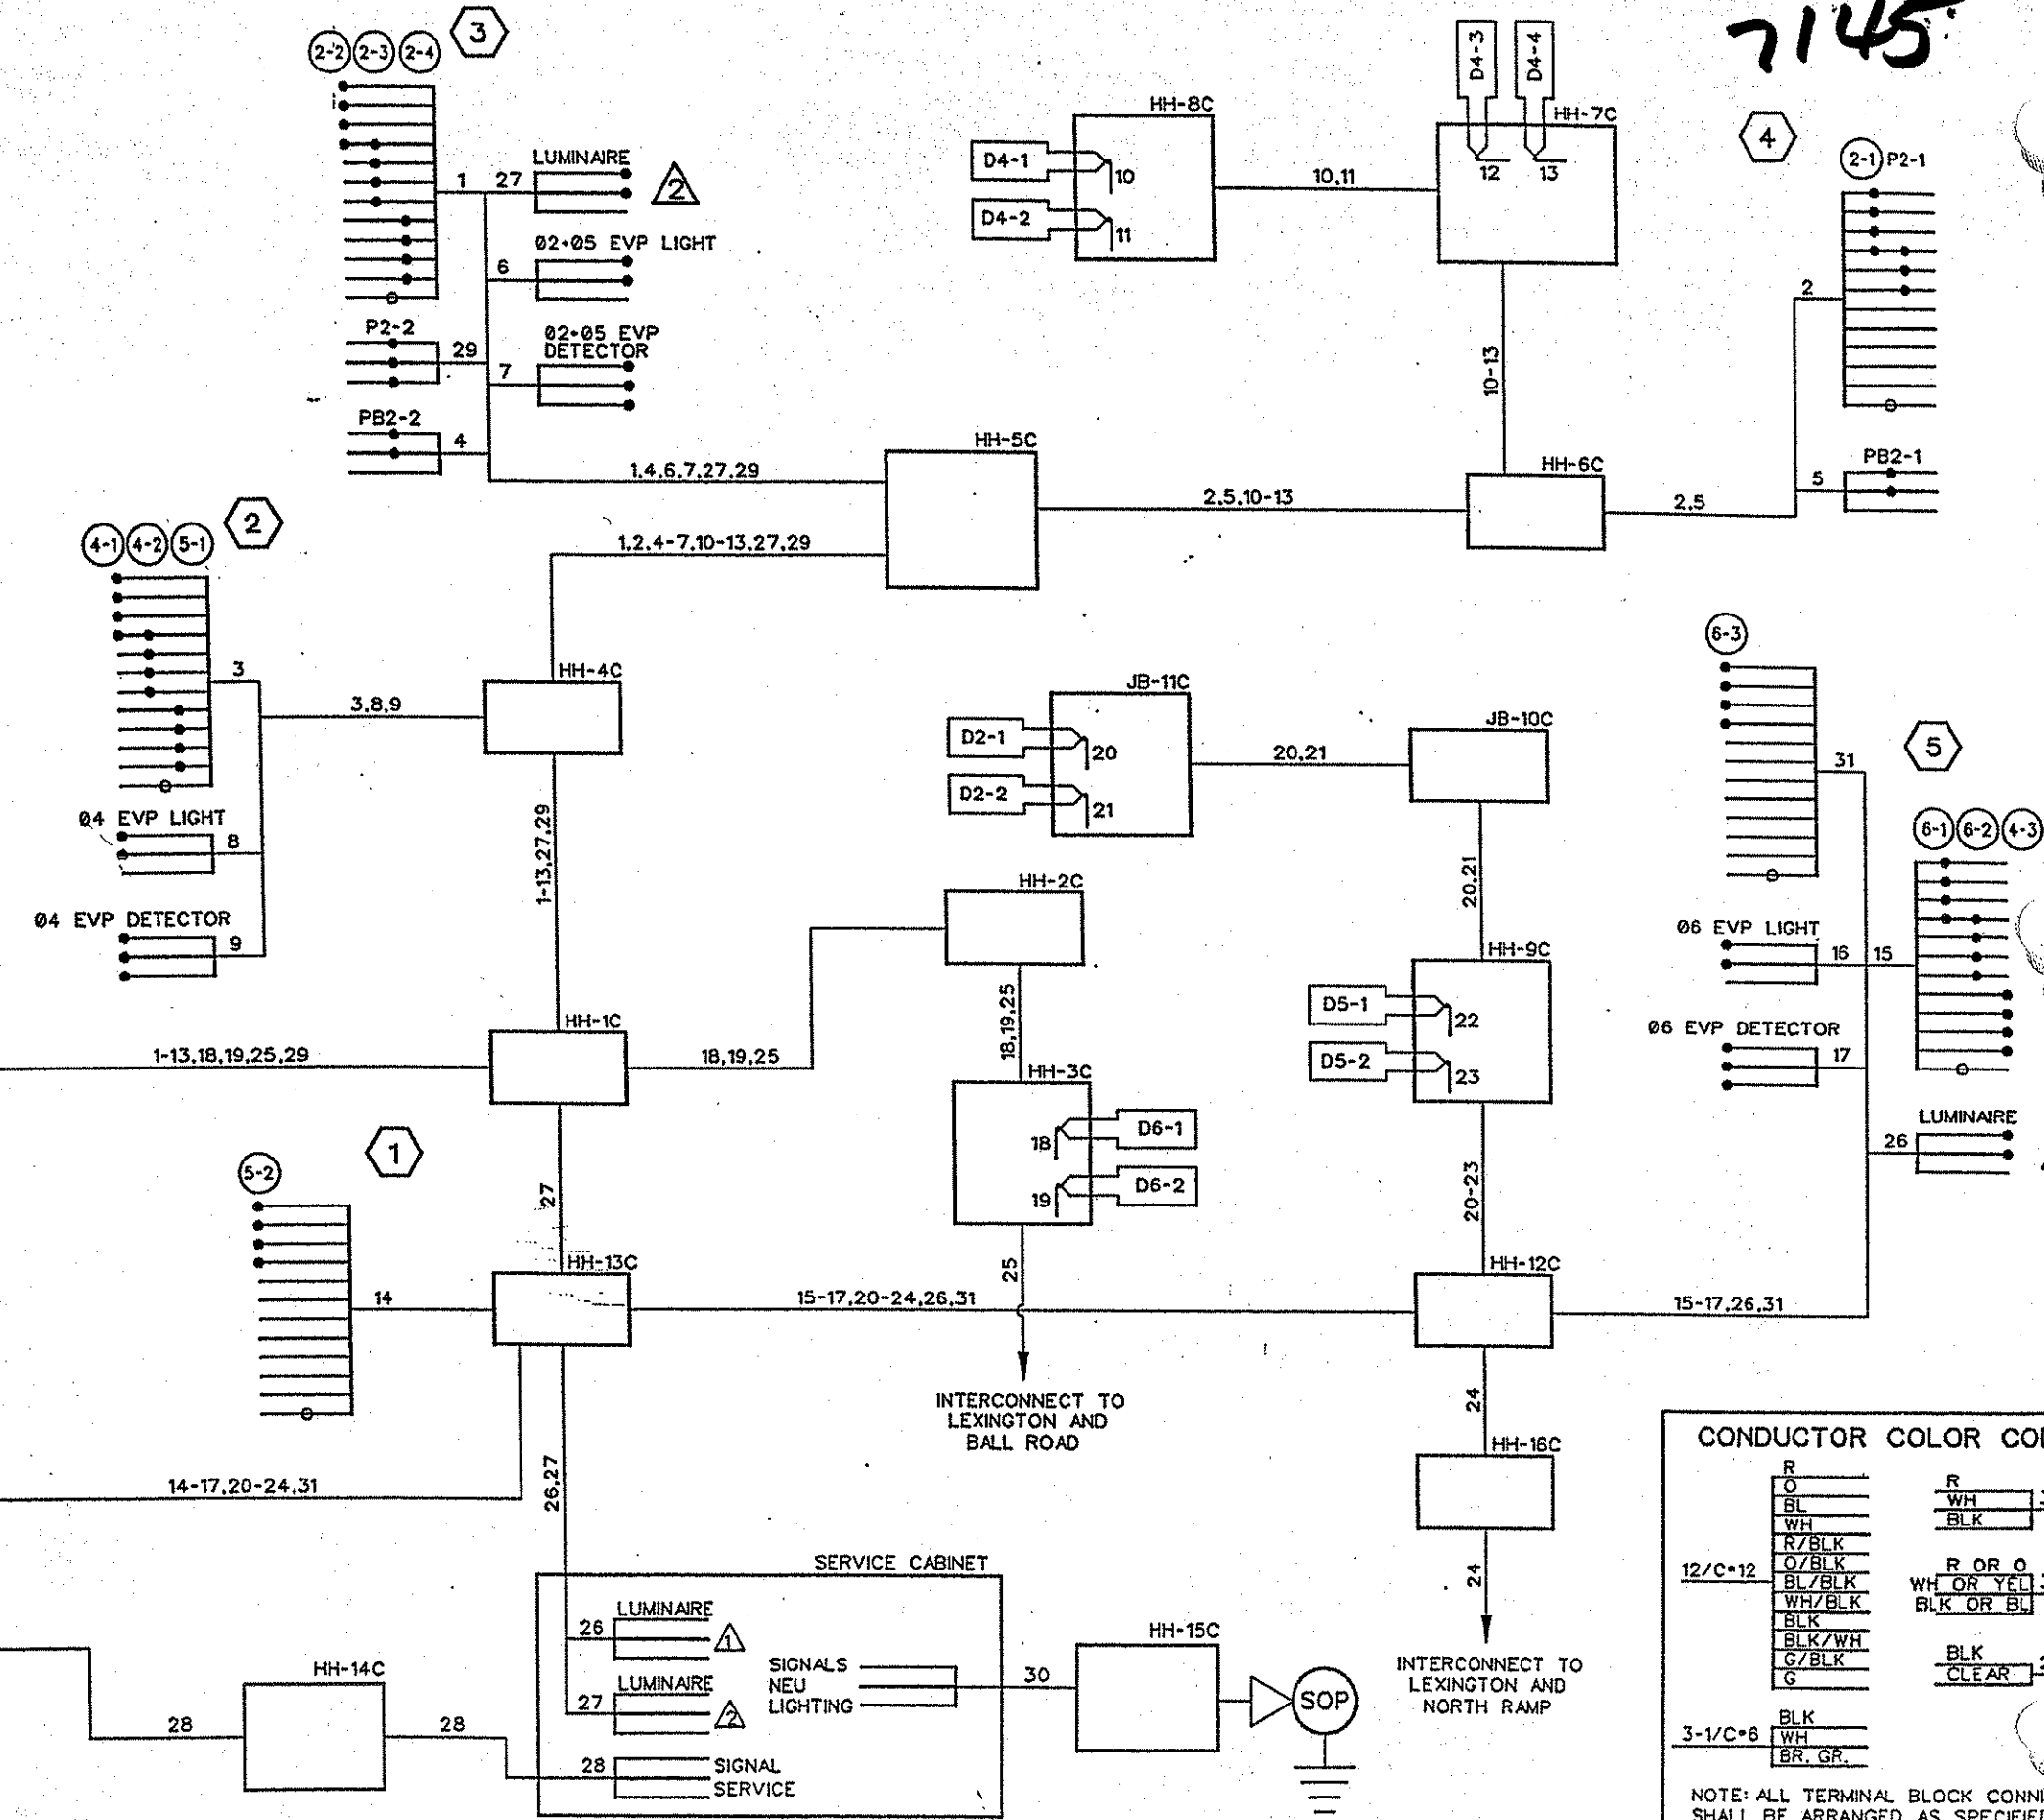 7145
2-2 2-3 2-4
3
LUMINAIRE
1 27
2
02+05 EVP LIGHT
6
P2-2
29
02+05 EVP
DETECTOR
7
PB2-2
4
1,4,6,7,27,29
HH-8C
D4-1
10
D4-2
11
10,11
D4-3
D4-4
HH-7C
12 13
10-13
4
2-1 P2-1
2
PB2-1
5
HH-5C
2,5,10-13
HH-6C
2,5
1,2,4-7,10-13,27,29
4-1 4-2 5-1
2
3
3,8,9
HH-4C
04 EVP LIGHT
8
04 EVP DETECTOR
9
1-13,27,29
JB-11C
D2-1
20
D2-2
21
20,21
JB-10C
20,21
6-3
31
5
6-1 6-2 4-3
06 EVP LIGHT
16 15
06 EVP DETECTOR
17
LUMINAIRE
26
HH-2C
18,19,25
HH-9C
D5-1
22
D5-2
23
20-23
HH-1C
1-13,18,19,25,29
18,19,25
HH-3C
18
D6-1
19
D6-2
25
INTERCONNECT TO
LEXINGTON AND
BALL ROAD
27
5-2
1
14
HH-13C
15-17,20-24,26,31
HH-12C
15-17,26,31
24
HH-16C
24
INTERCONNECT TO
LEXINGTON AND
NORTH RAMP
14-17,20-24,31
26,27
SERVICE CABINET
LUMINAIRE
26
1
LUMINAIRE
27
2
28
SIGNAL
SERVICE
SIGNALS
NEU
LIGHTING
30
HH-15C
SOP
HH-14C
28
28
CONDUCTOR COLOR
12/C#12
R
O
BL
WH
R/BLK
O/BLK
BL/BLK
WH/BLK
BLK
BLK/WH
G/BLK
G
R
WH
BLK
R OR O
WH OR YEL
BLK OR BL
BLK
CLEAR
3-1/C#6
BLK
WH
BR. GR.
NOTE: ALL TERMINAL BLOCK
SHALL BE ARRANGED AS